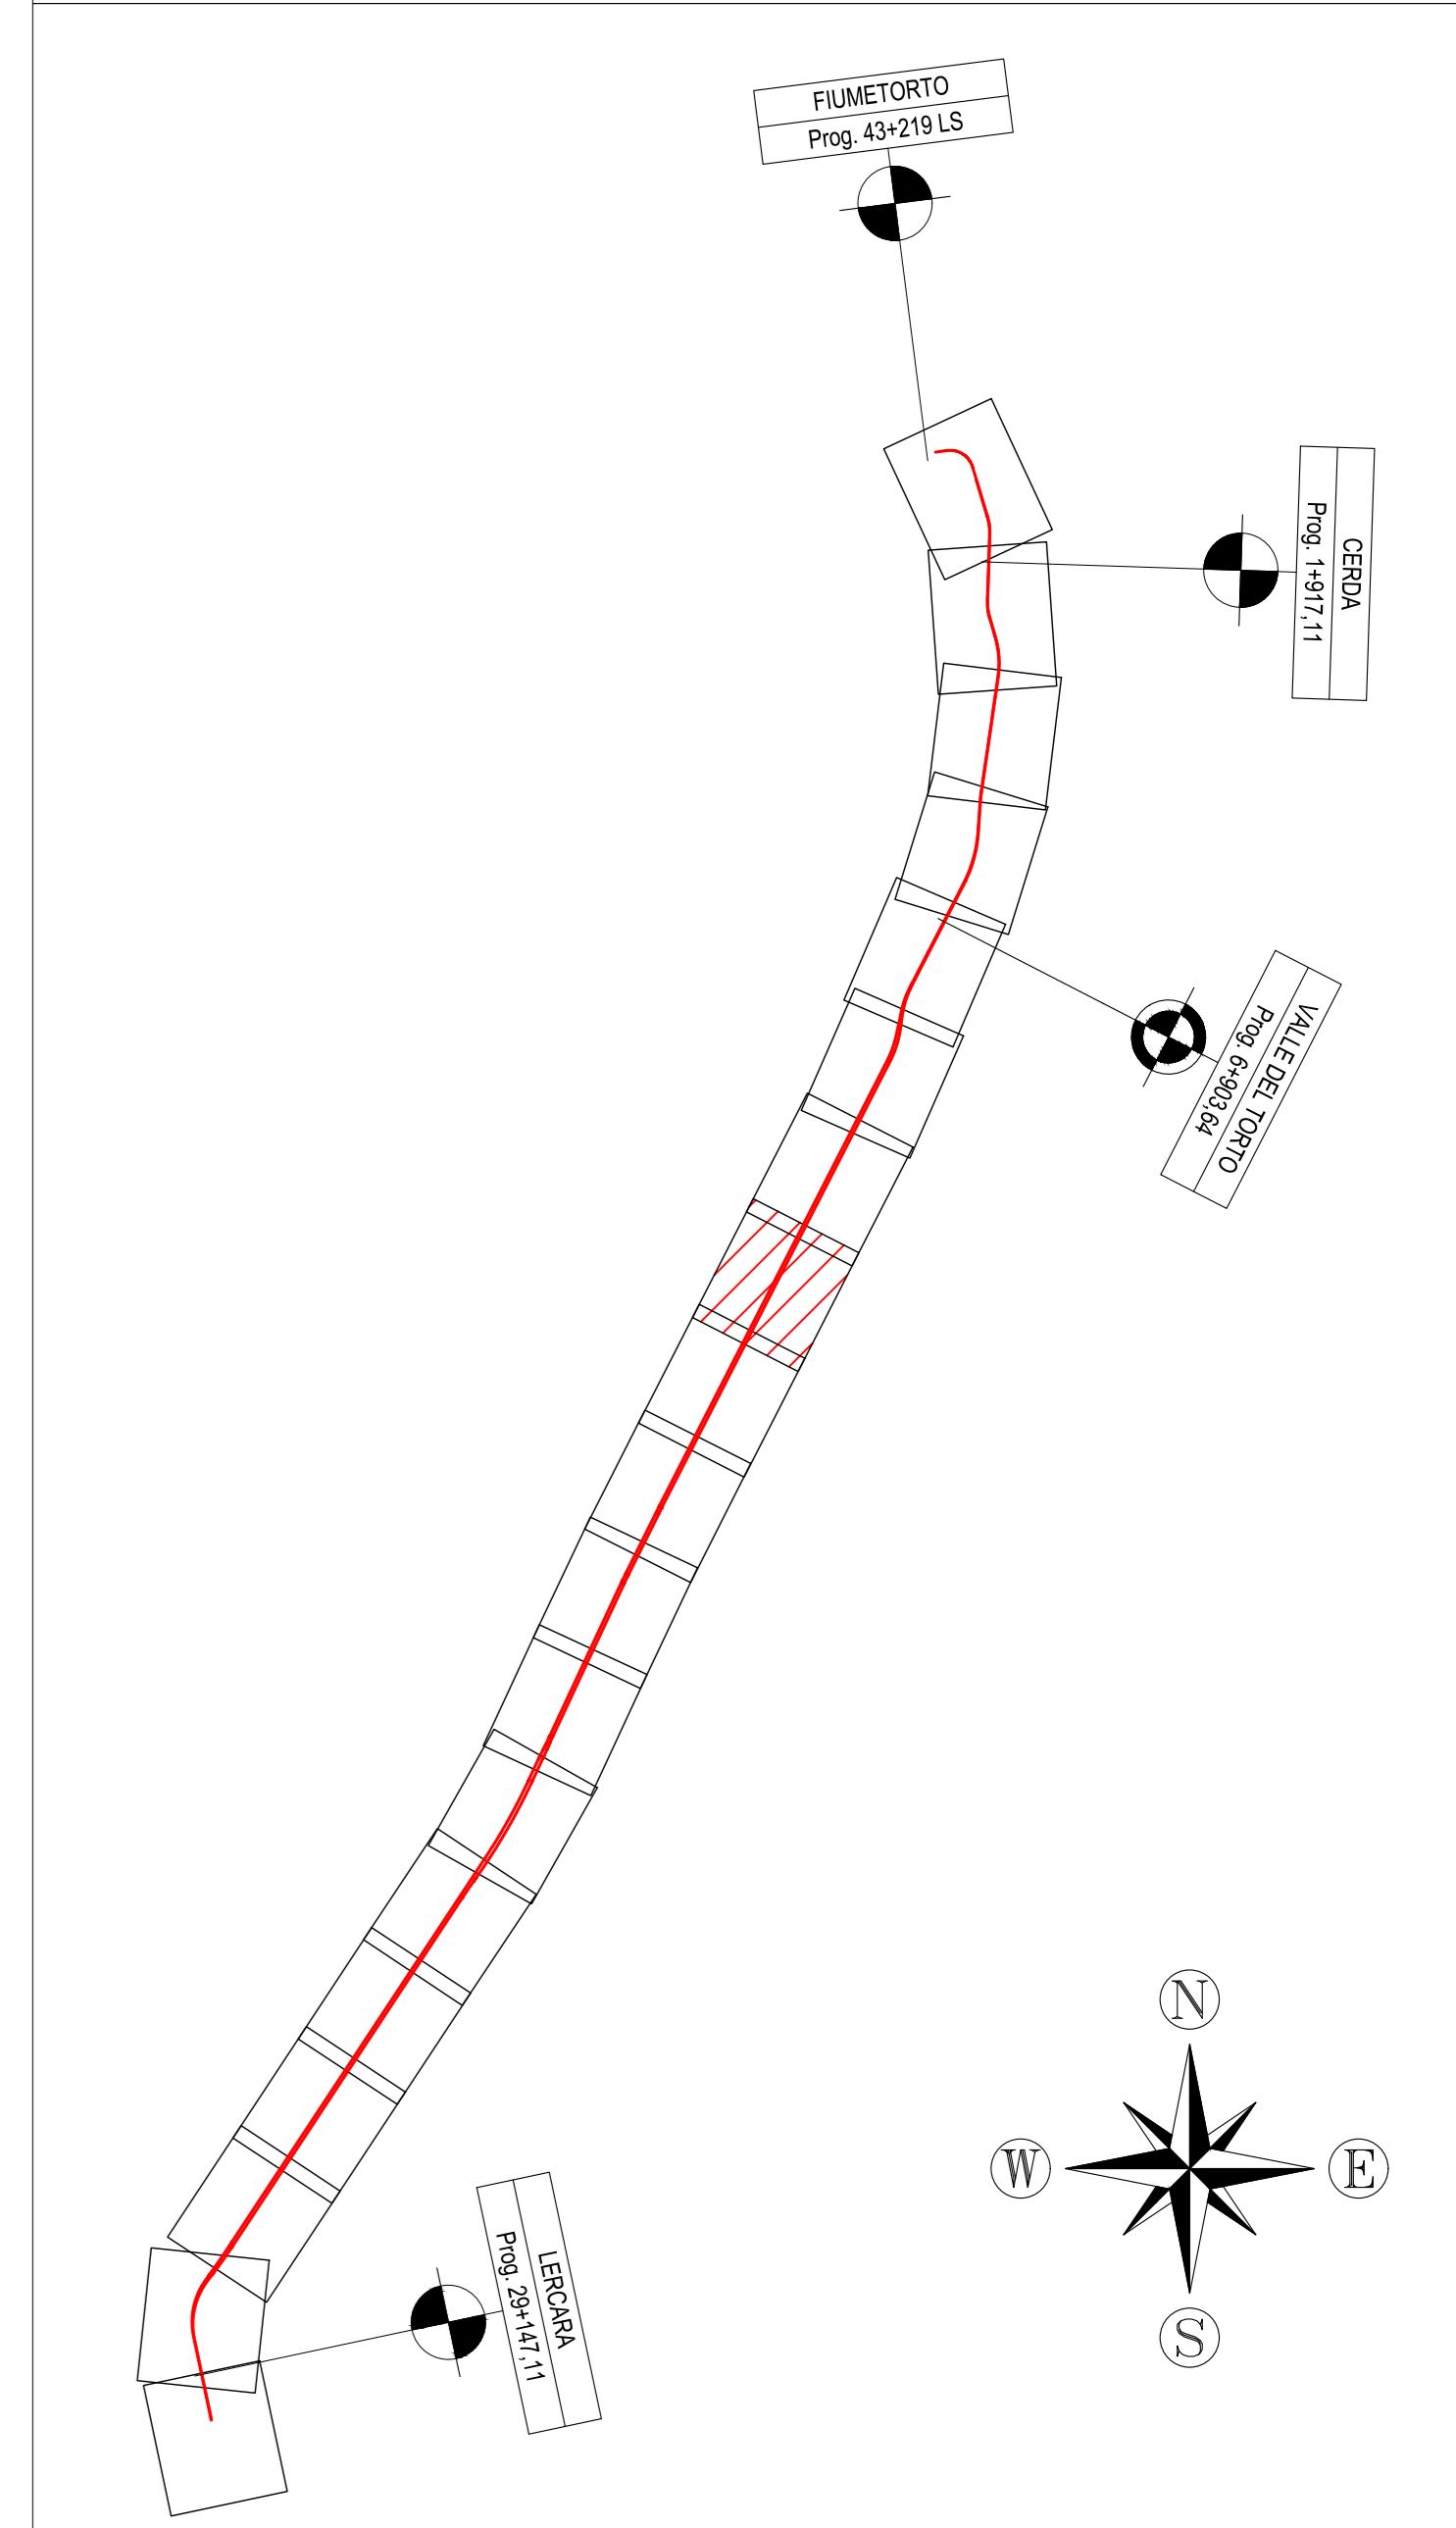 FIUMETORTO
Prog. 43+219 LS
CERDA
Prog. 1+917,11
VALLE DEL TORTO
Prog. 6+903,64
N
W
E
S
LERCARA
Prog. 29+147,11